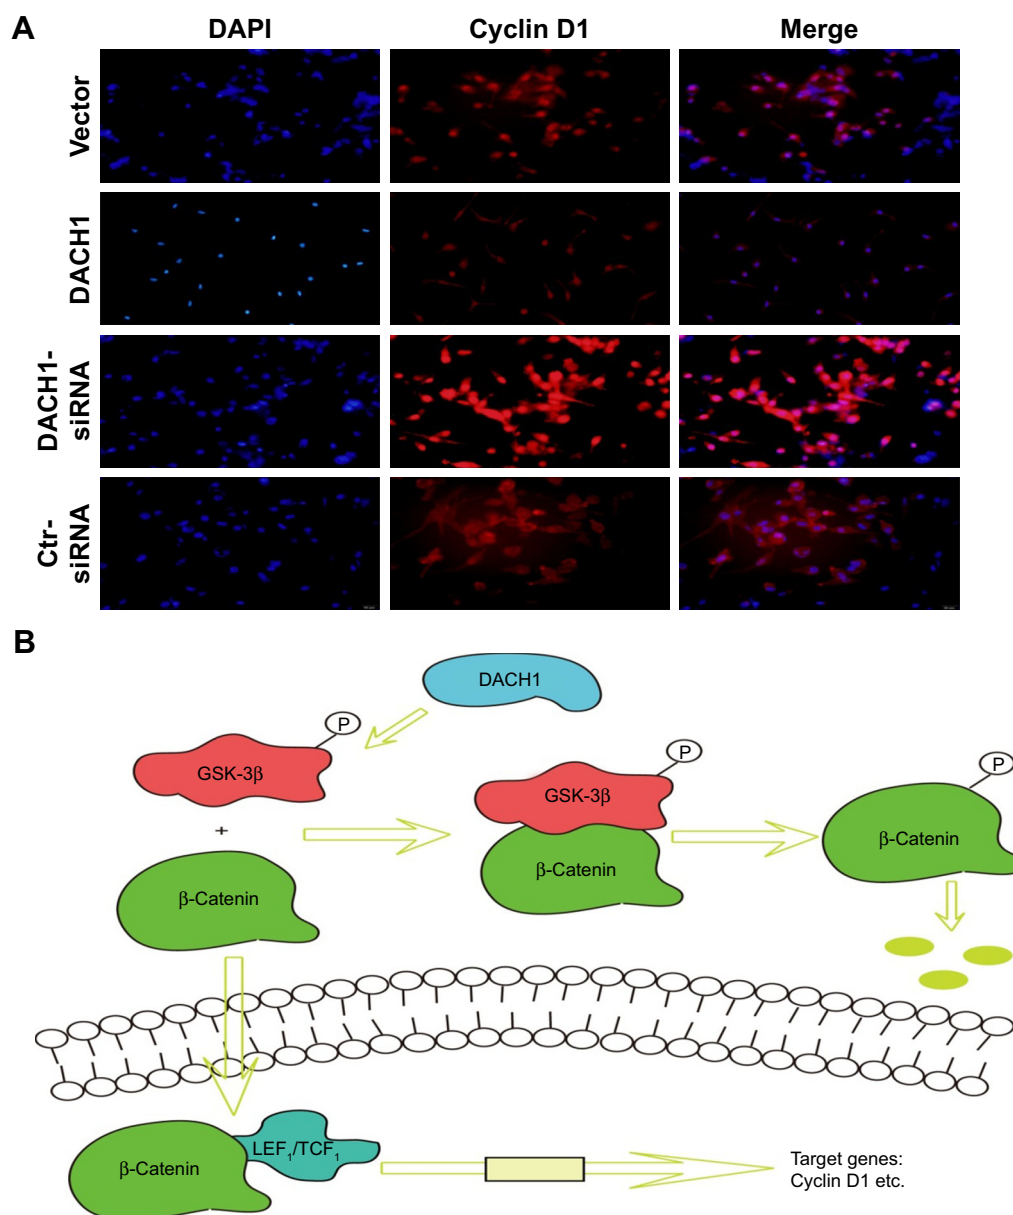 A
DAPI
Cyclin D1
Merge
Vector
DACH1
DACH1-
siRNA
Ctr-
siRNA
B
DACH1
P
GSK-3β
+
β-Catenin
P
GSK-3β
β-Catenin
P
β-Catenin
β-Catenin
LEF₁/TCF₁
Target genes:
Cyclin D1 etc.